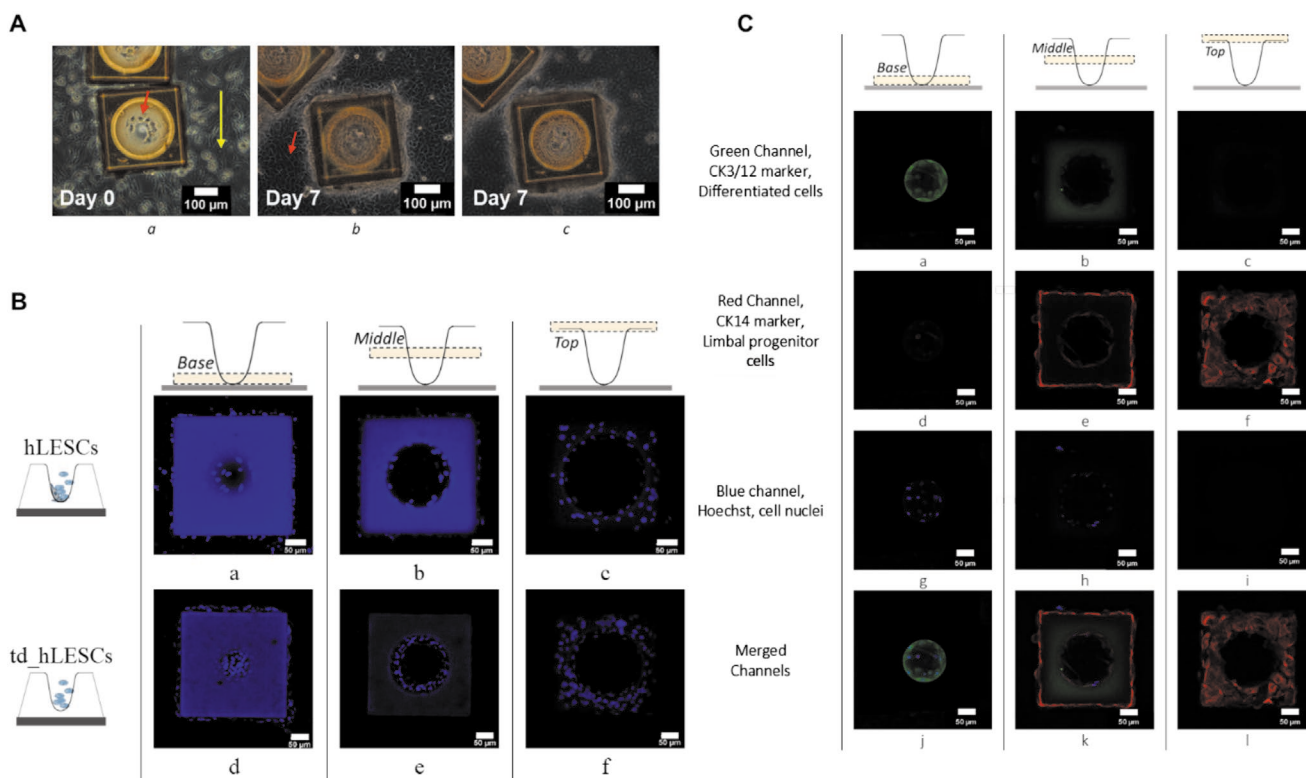 A
Day 0
100 µm
Day 7
100 µm
Day 7
100 µm
a
b
c
B
Base
Middle
Top
hLESCs
50 µm
50 µm
50 µm
a
b
c
td_hLESCs
50 µm
50 µm
50 µm
d
e
f
C
Base
Middle
Top
Green Channel,
CK3/12 marker,
Differentiated cells
50 µm
50 µm
50 µm
a
b
c
Red Channel,
CK14 marker,
Limbal progenitor
cells
50 µm
50 µm
50 µm
d
e
f
Blue channel,
Hoechst, cell nuclei
50 µm
50 µm
50 µm
g
h
i
Merged
Channels
50 µm
50 µm
50 µm
j
k
l